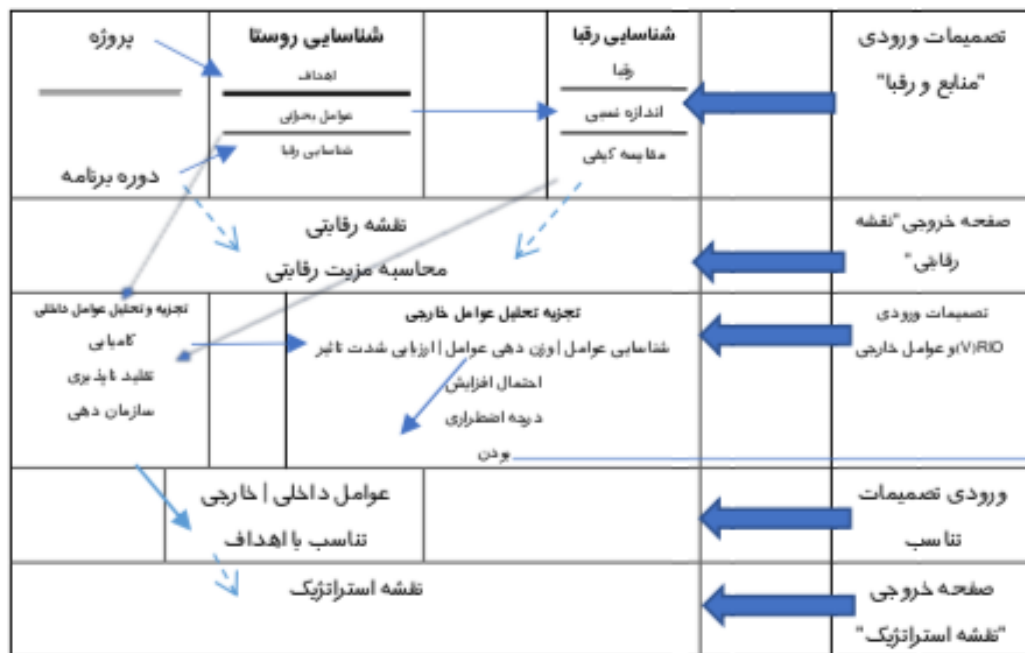 تصمیمات ورودی
"منابع و رقبا"
شناسایی رقبا
رقبا
اندازه نسبی
مقایسه کیفی
شناسایی روستا
اهداف
عوامل بحرانی
شناسایی رقبا
پروژه
دوره برنامه
صفحه خروجی "نقشه
رقابتی"
نقشه رقابتی
محاسبه مزیت رقابتی
تصمیمات ورودی
(V)RIO و عوامل خارجی
تجزیه تحلیل عوامل خارجی
شناسایی عوامل | وزن دهی عوامل | ارزیابی شدت تاثیر
احتمال افزایش
درجه اضطراری
بودن
تجزیه و تحلیل عوامل داخلی
کامیابی
تقلید ناپذیری
سازمان دهی
ورودی تصمیمات
تناسب
عوامل داخلی | خارجی
تناسب با اهداف
صفحه خروجی
"نقشه استراتژیک"
نقشه استراتژیک